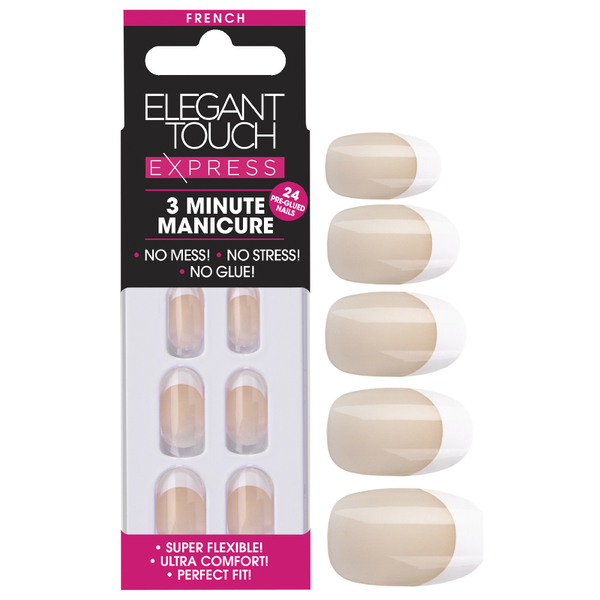 FRENCH
ELEGANT
TOUCH
EXPRESS
24
PRE-GLUED
NAILS
3 MINUTE
MANICURE
• NO MESS! • NO STRESS!
• NO GLUE!
• SUPER FLEXIBLE!
• ULTRA COMFORT!
• PERFECT FIT!